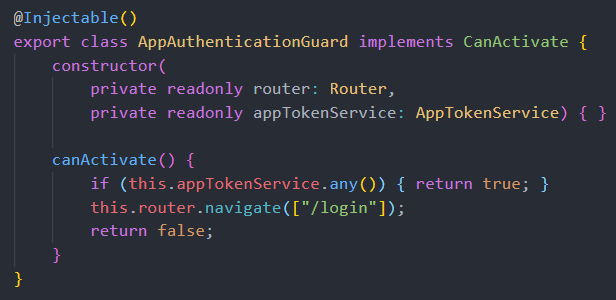 @Injectable()
export class AppAuthenticationGuard implements CanActivate {
    constructor(
        private readonly router: Router,
        private readonly appTokenService: AppTokenService) { }

    canActivate() {
        if (this.appTokenService.any()) { return true; }
        this.router.navigate(["/login"]);
        return false;
    }
}